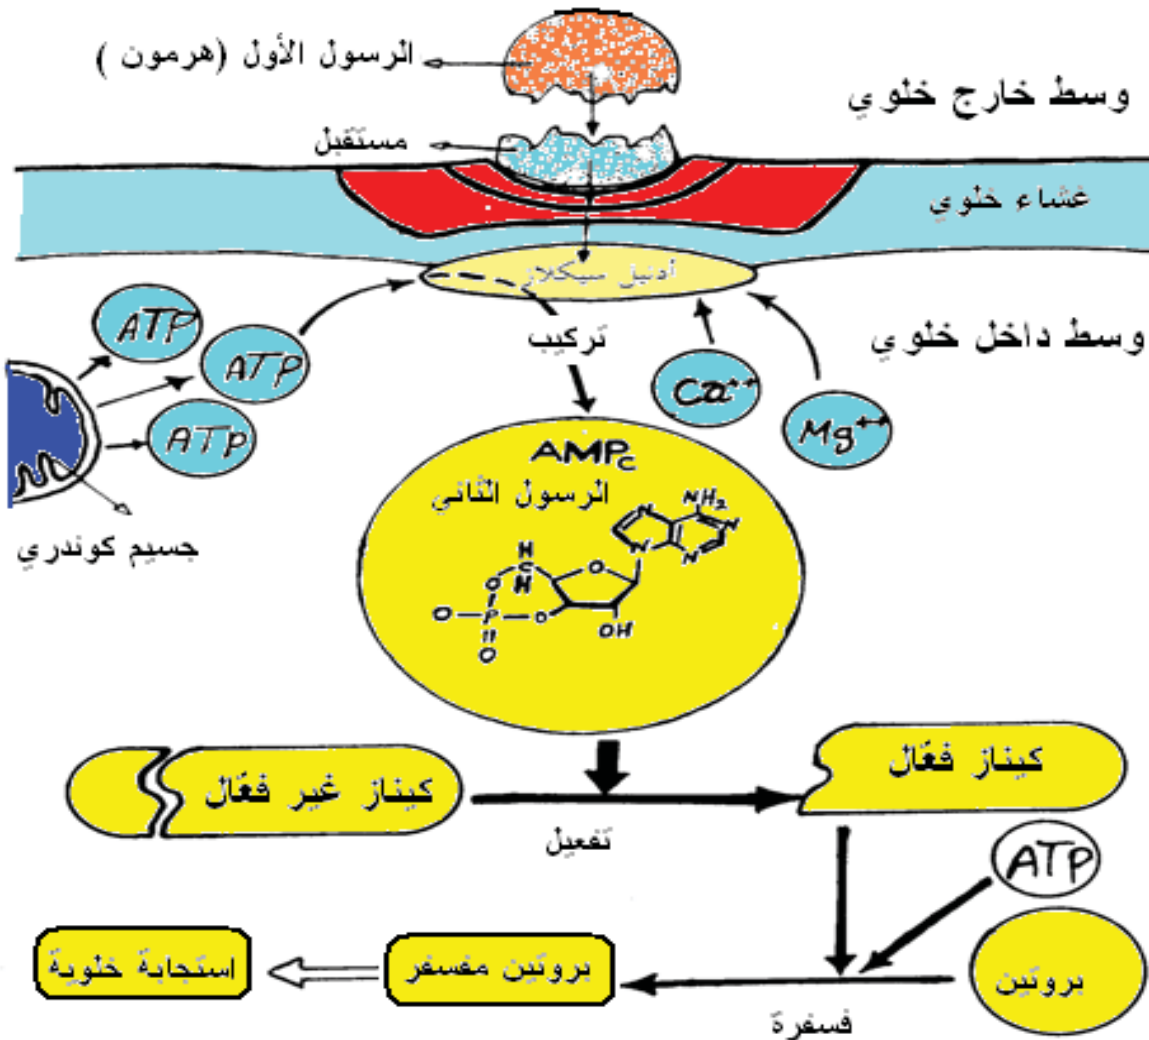 الرسول الأول (هرمون )
وسط خارج خلوي
مستقبل
غشاء خلوي
أدنيل سيكلاز
ATP
ATP
ATP
تركيب
وسط داخل خلوي
Ca++
Mg++
جسيم كوندري
AMPc
الرسول الثاني
NH2
N
N
N
N
H
C
H
O
O
O
P
O
O
OH
كيناز غير فعّال
كيناز فعّال
تفعيل
ATP
بروتين
فسفرة
بروتين مفسفر
استجابة خلوية